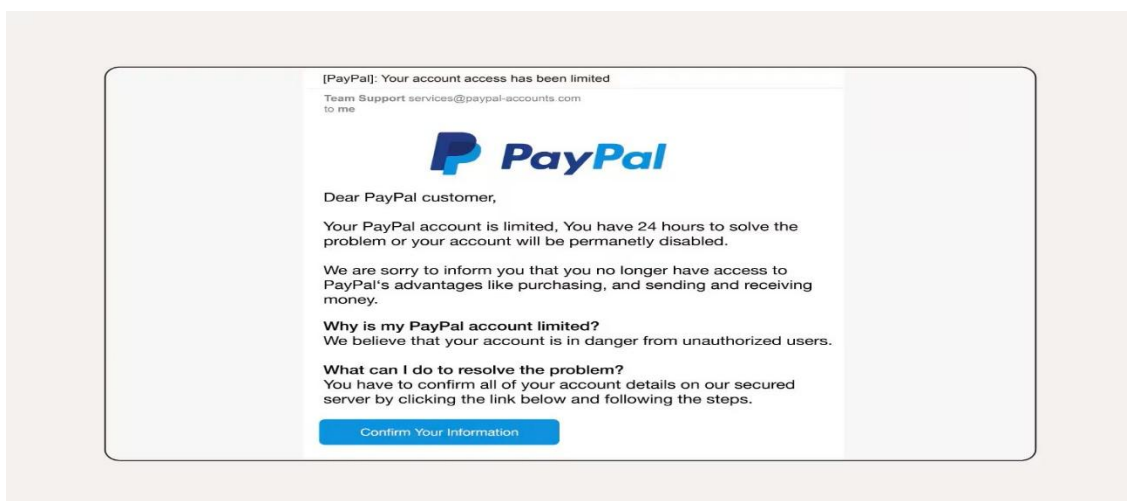 [PayPal]: Your account access has been limited
Team Support services@paypal-accounts.com
to me
PayPal
Dear PayPal customer,
Your PayPal account is limited, You have 24 hours to solve the
problem or your account will be permanetly disabled.
We are sorry to inform you that you no longer have access to
PayPal's advantages like purchasing, and sending and receiving
money.
Why is my PayPal account limited?
We believe that your account is in danger from unauthorized users.
What can I do to resolve the problem?
You have to confirm all of your account details on our secured
server by clicking the link below and following the steps.
Confirm Your Information